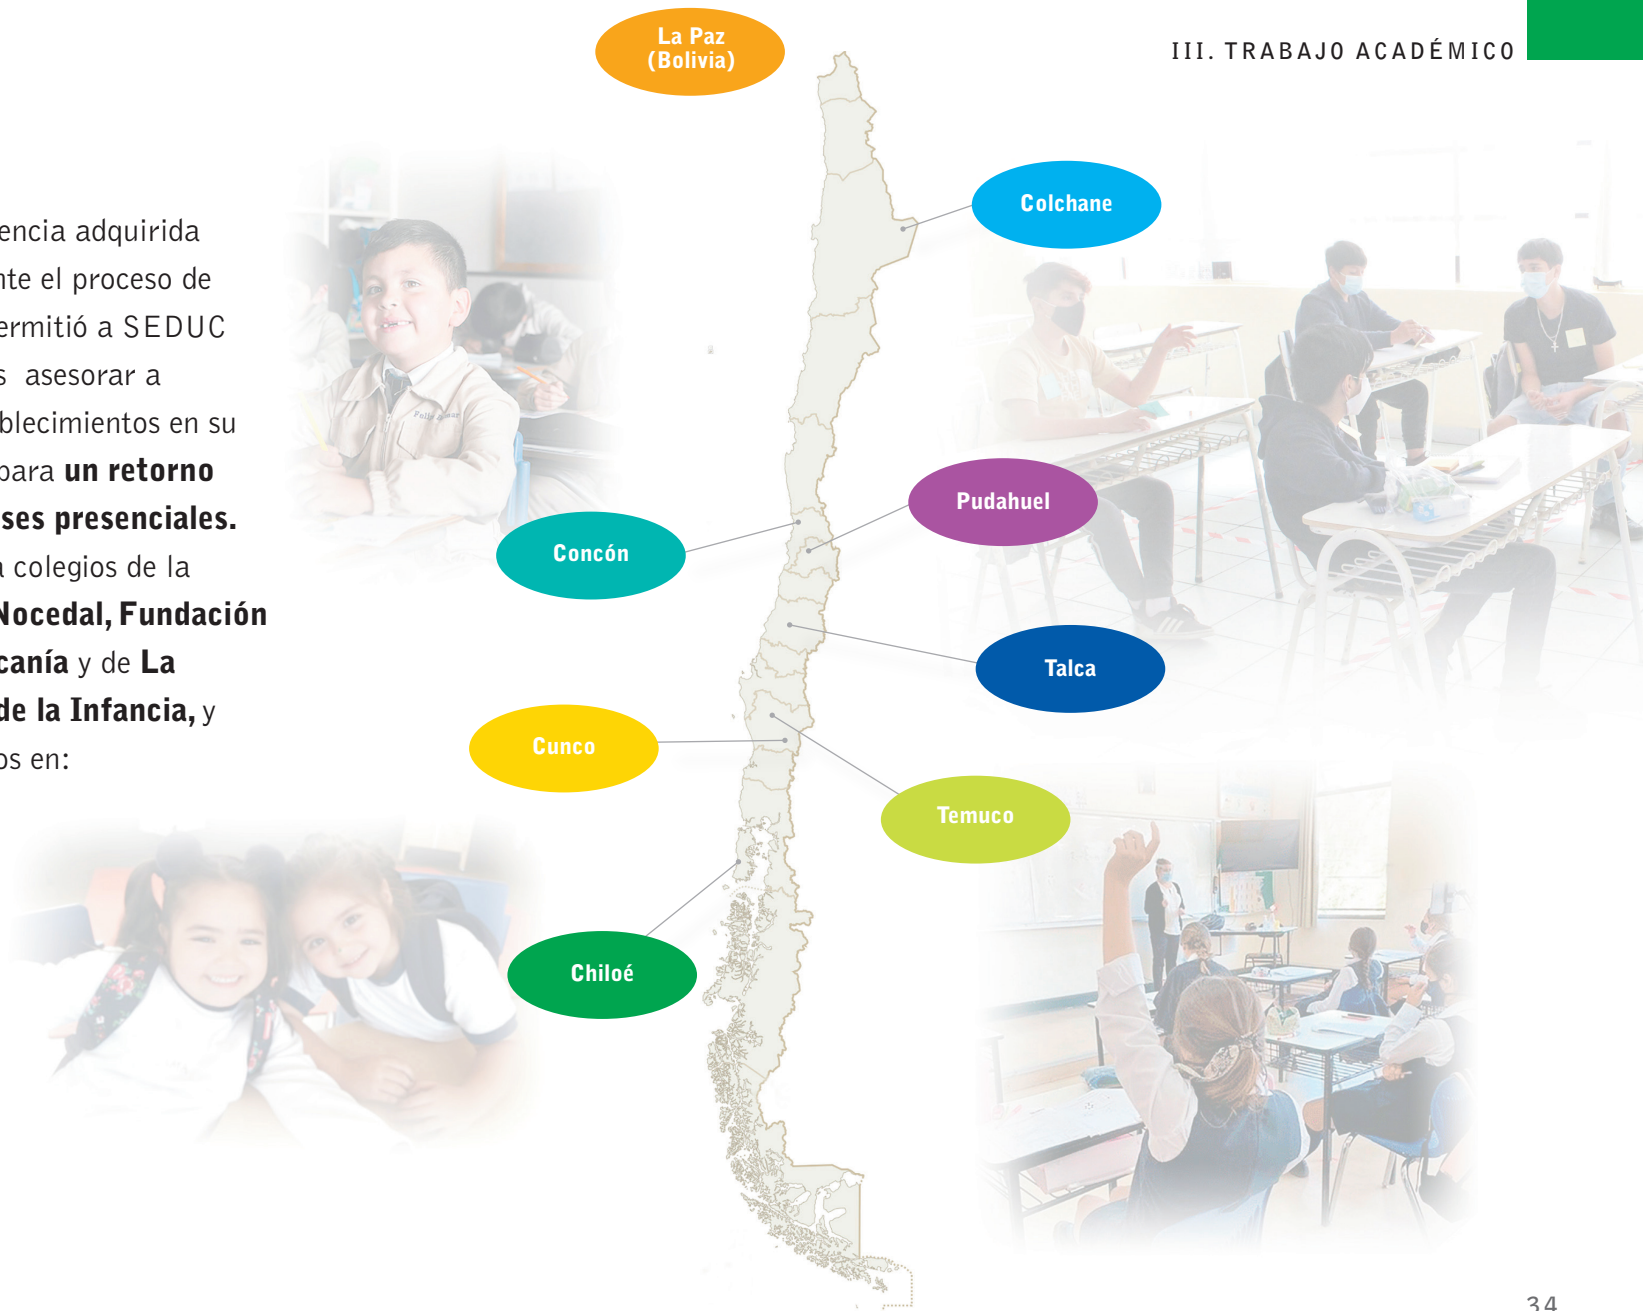 III. TRABAJO ACADÉMICO
La Paz
(Bolivia)
Colchane
encia adquirida
nte el proceso de
ermitió a SEDUC
s asesorar a
blecimientos en su
para un retorno
ses presenciales.
a colegios de la
Nocedal, Fundación
canía y de La
de la Infancia, y
os en:
Pudahuel
Concón
Talca
Cunco
Temuco
Chiloé
34